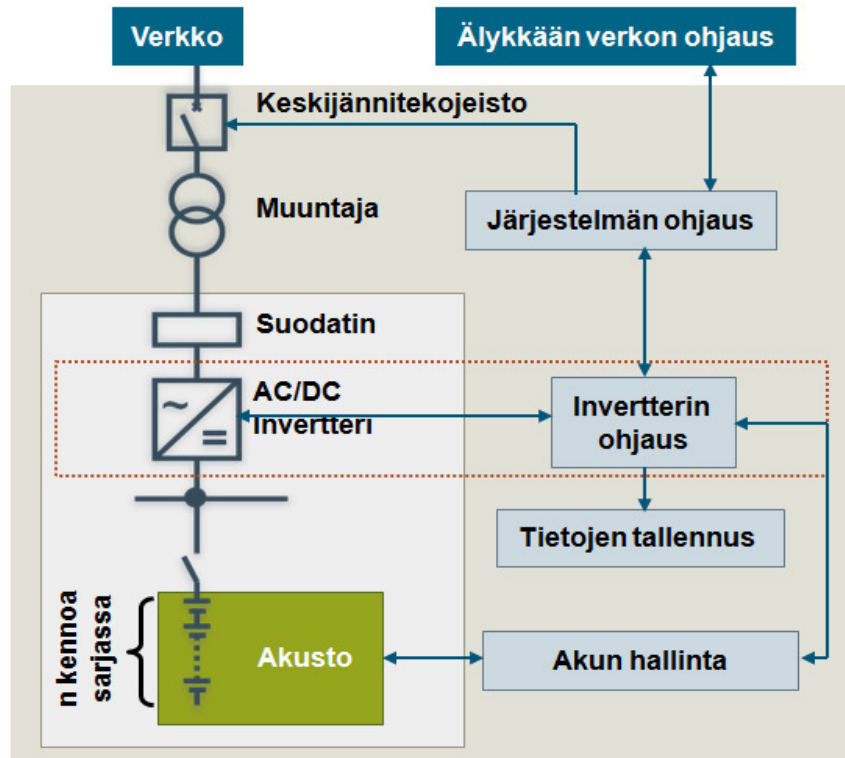 Verkko
Älykkään verkon ohjaus
Keskijännitekojeisto
Muuntaja
Järjestelmän ohjaus
Suodatin
AC/DC
Invertteri
Invertterin
ohjaus
Tietojen tallennus
n kennoa
sarjassa
Akusto
Akun hallinta